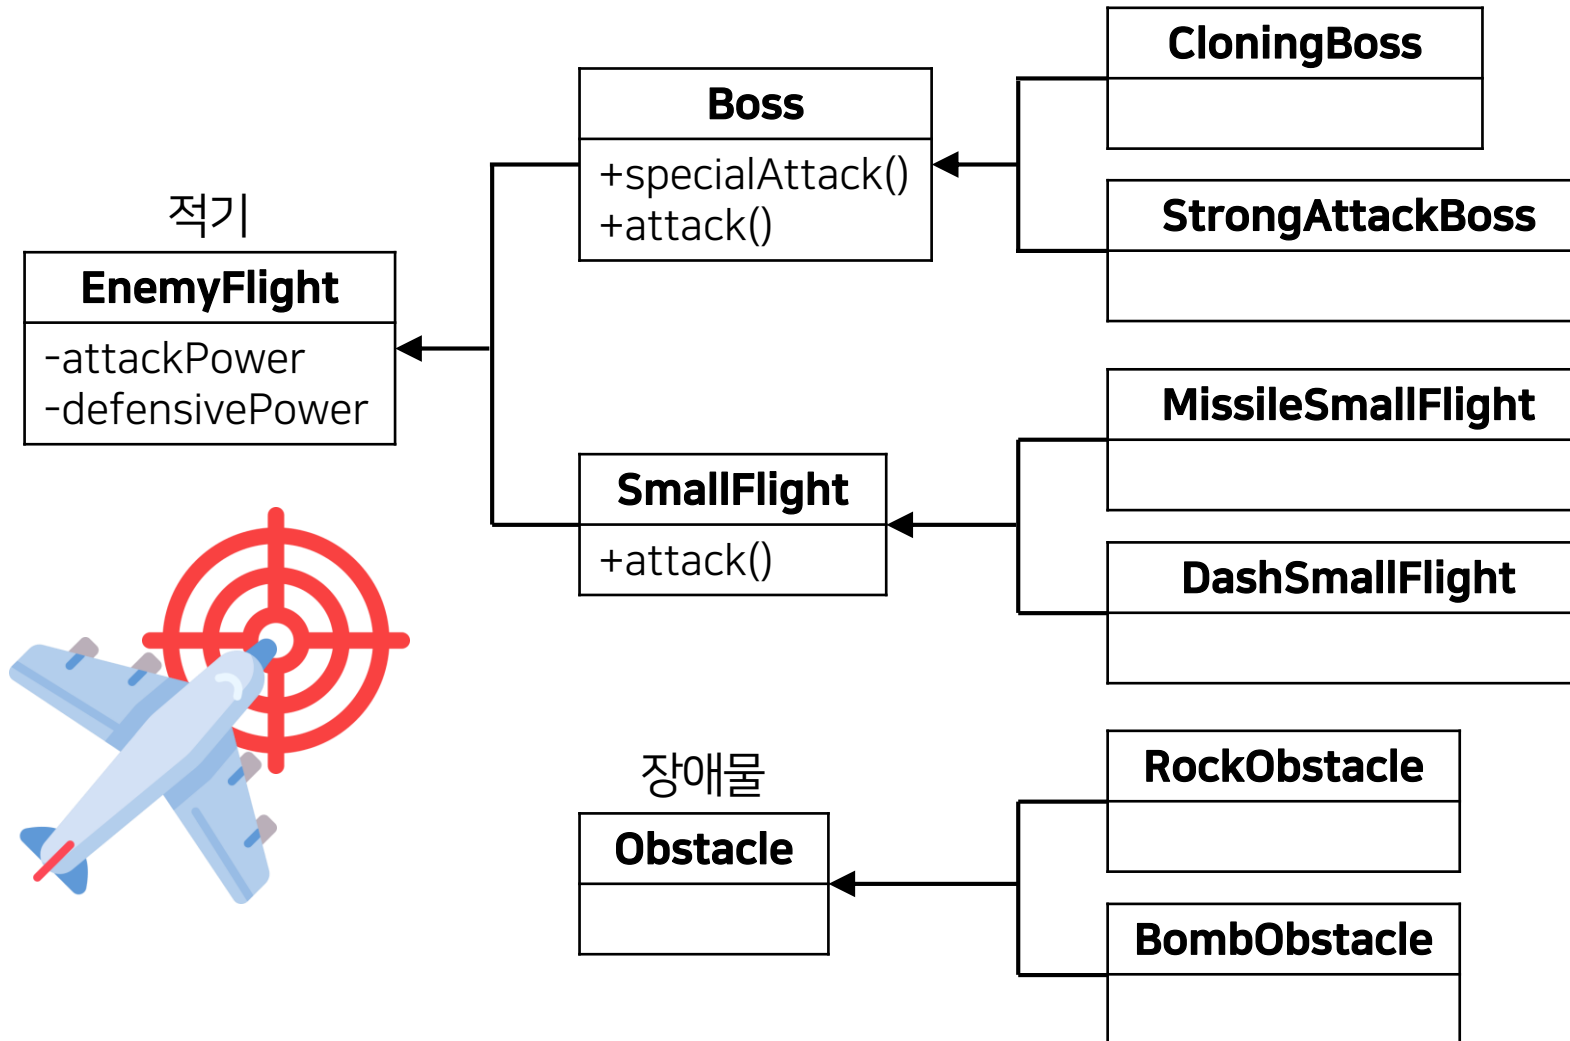 적기
EnemyFlight
-attackPower
-defensivePower
Boss
+specialAttack()
+attack()
SmallFlight
+attack()
CloningBoss
StrongAttackBoss
MissileSmallFlight
DashSmallFlight
장애물
Obstacle
RockObstacle
BombObstacle